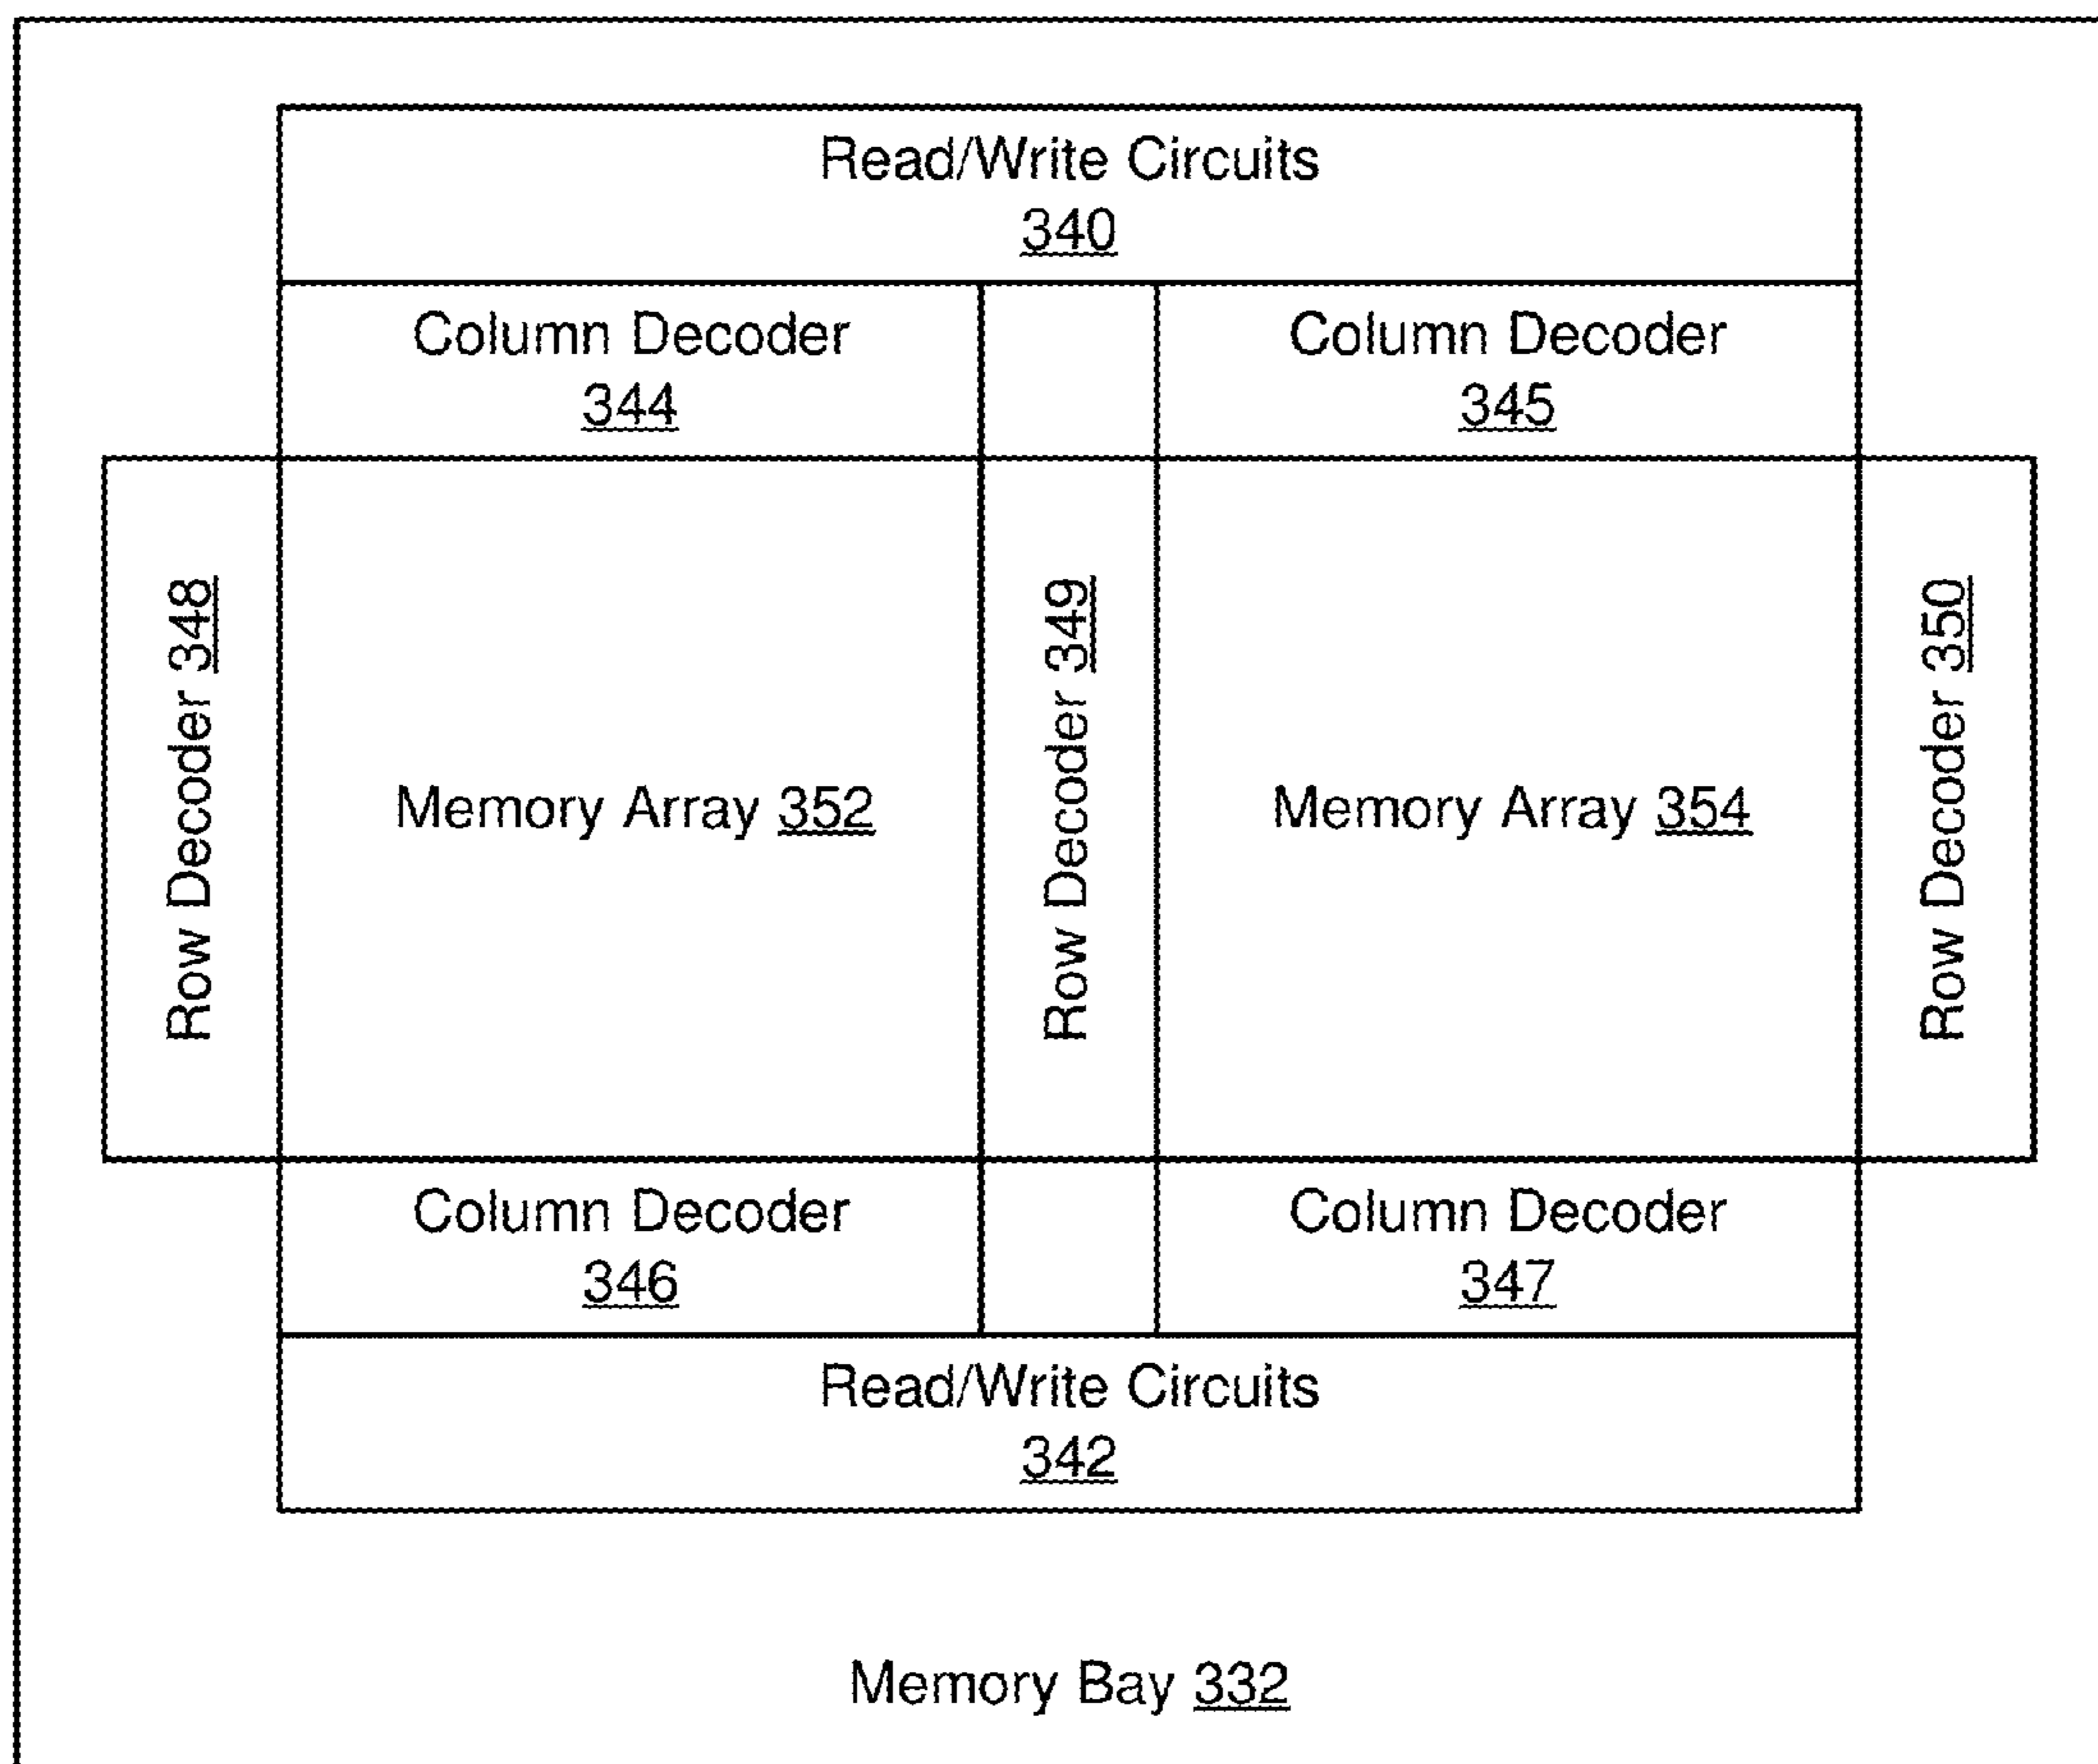 Read/Write Circuits
340
Column Decoder
344
Column Decoder
345
Row Decoder 348
Memory Array 352
Row Decoder 349
Memory Array 354
Row Decoder 350
Column Decoder
346
Column Decoder
347
Read/Write Circuits
342
Memory Bay 332